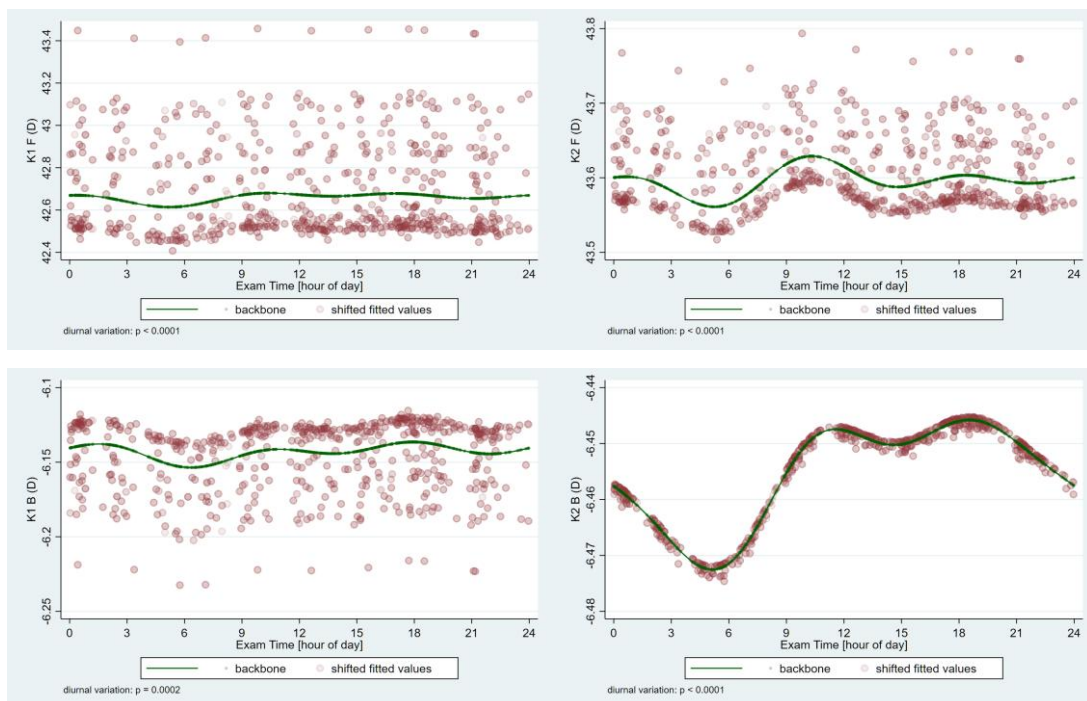 K1 F (D)
43.4
43.2
43
42.8
42.6
42.4
0 3 6 9 12 15 18 21 24
Exam Time [hour of day]
backbone shifted fitted values
diurnal variation: p < 0.0001
K2 F (D)
43.8
43.7
43.6
43.5
0 3 6 9 12 15 18 21 24
Exam Time [hour of day]
backbone shifted fitted values
diurnal variation: p < 0.0001
K1 B (D)
-6.1
-6.15
-6.2
-6.25
0 3 6 9 12 15 18 21 24
Exam Time [hour of day]
backbone shifted fitted values
diurnal variation: p = 0.0002
K2 B (D)
-6.44
-6.45
-6.46
-6.47
-6.48
0 3 6 9 12 15 18 21 24
Exam Time [hour of day]
backbone shifted fitted values
diurnal variation: p < 0.0001